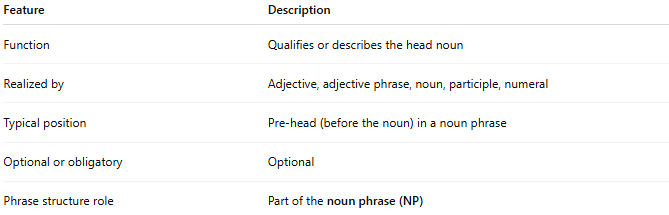 Feature Description
Function Qualifies or describes the head noun
Realized by Adjective, adjective phrase, noun, participle, numeral
Typical position Pre-head (before the noun) in a noun phrase
Optional or obligatory Optional
Phrase structure role Part of the noun phrase (NP)